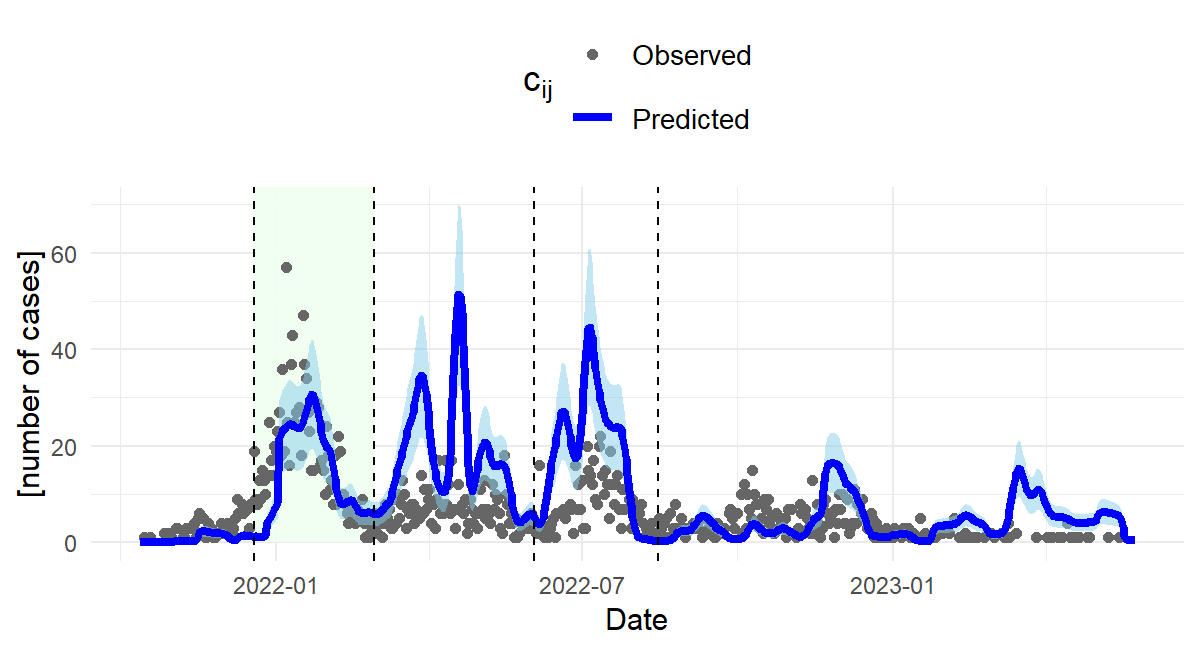 Observed
c_ij
Predicted
[number of cases]
60
40
20
0
2022-01
2022-07
2023-01
Date